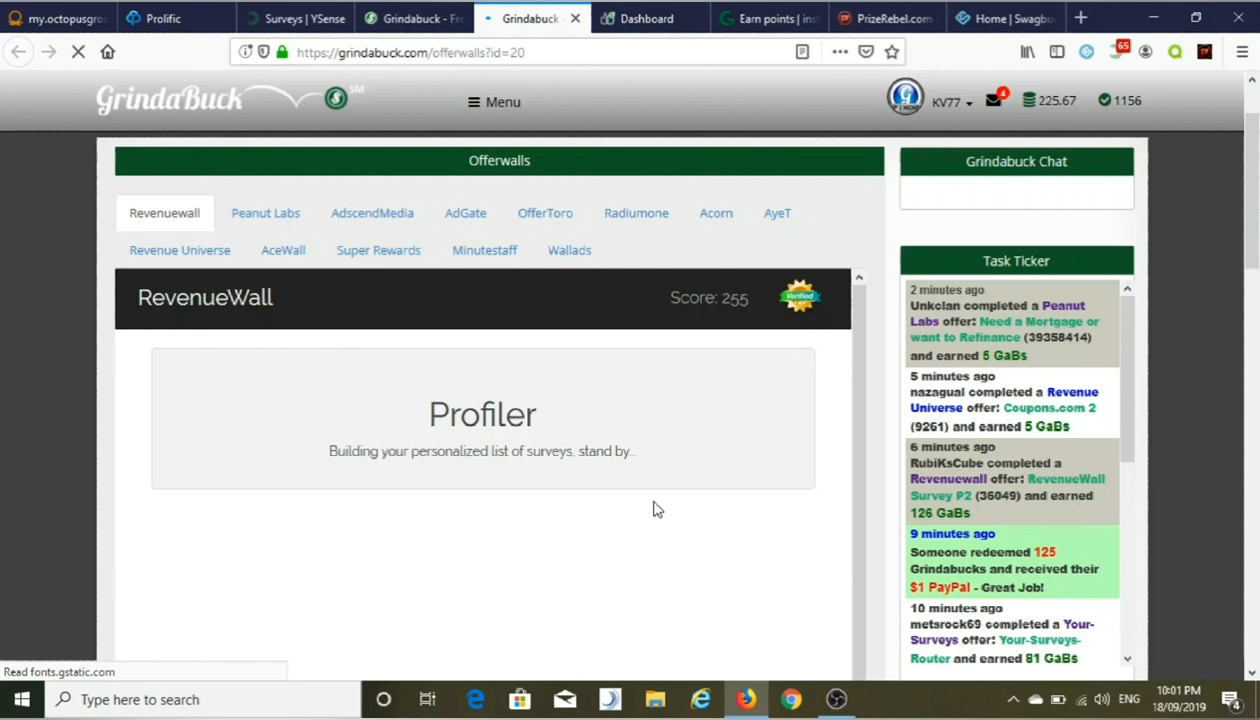 my.octopusgrou
Prolific
Surveys | YSense
Grindabuck - Fre
Grindabuck -
Dashboard
Earn points | inst
PrizeRebel.com
Home | Swagbu
https://grindabuck.com/offerwalls?id=20
65
GrindaBuck SM
Menu
KV77
4
225.67
1156
Offerwalls
Grindabuck Chat
Revenuewall
Peanut Labs
AdscendMedia
AdGate
OfferToro
Radiumone
Acorn
AyeT
Revenue Universe
AceWall
Super Rewards
Minutestaff
Wallads
RevenueWall
Score: 255
Verified
Profiler
Building your personalized list of surveys, stand by...
Task Ticker
2 minutes ago
Unkclan completed a Peanut
Labs offer: Need a Mortgage or
want to Refinance (39358414)
and earned 5 GaBs
5 minutes ago
nazagual completed a Revenue
Universe offer: Coupons.com 2
(9261) and earned 5 GaBs
6 minutes ago
RubiKsCube completed a
Revenuewall offer: RevenueWall
Survey P2 (36049) and earned
126 GaBs
9 minutes ago
Someone redeemed 125
Grindabucks and received their
$1 PayPal - Great Job!
10 minutes ago
metsrock69 completed a Your-
Surveys offer: Your-Surveys-
Router and earned 81 GaBs
Read fonts.gstatic.com
Type here to search
ENG
10:01 PM
18/09/2019
4